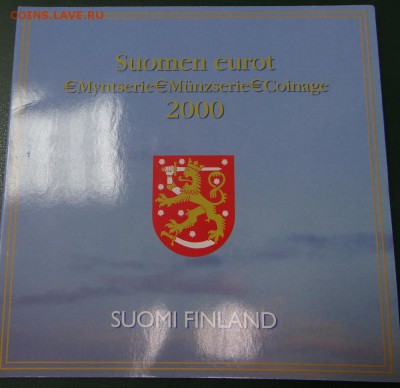 COINS.LAVE.RU
Suomen eurot
€Myntserie€Münzserie€Coinage
2000
SUOMI FINLAND